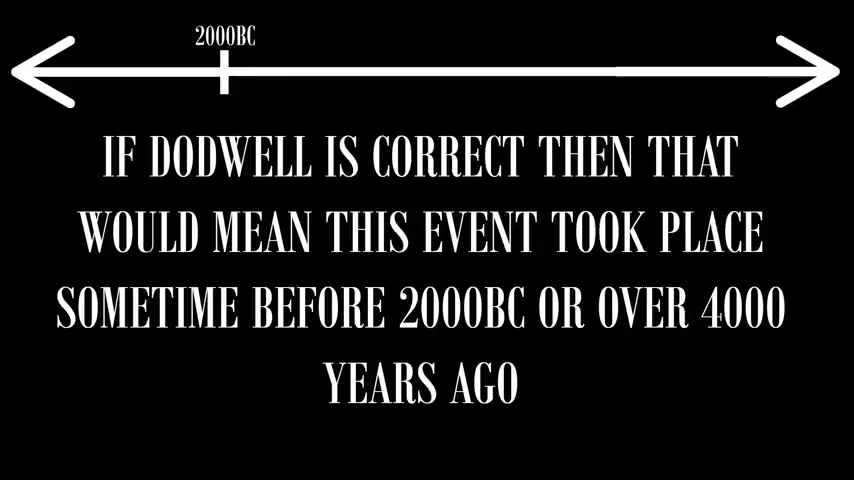 2000BC
IF DODWELL IS CORRECT THEN THAT
WOULD MEAN THIS EVENT TOOK PLACE
SOMETIME BEFORE 2000BC OR OVER 4000
YEARS AGO